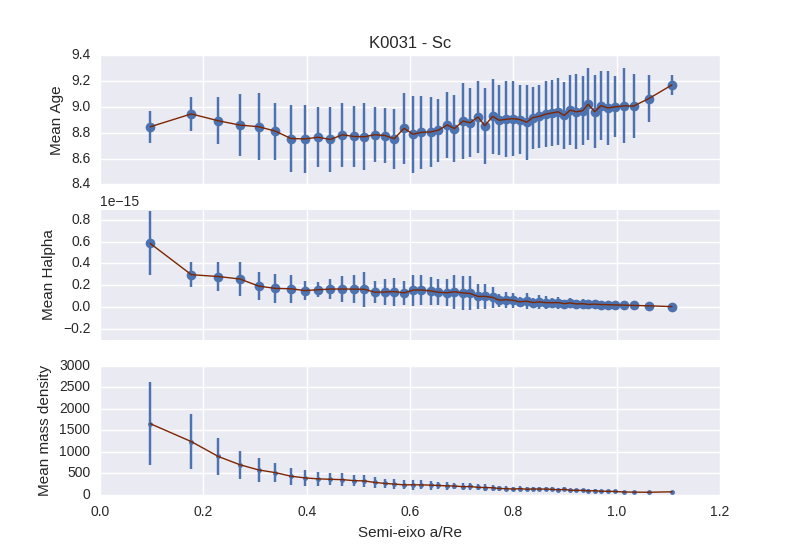 K0031 - Sc
9.4
9.2
9.0
8.8
8.6
8.4
Mean Age
1e−15
0.8
0.6
0.4
0.2
0.0
−0.2
Mean Halpha
3000
2500
2000
1500
1000
500
0
Mean mass density
0.0 0.2 0.4 0.6 0.8 1.0 1.2
Semi-eixo a/Re